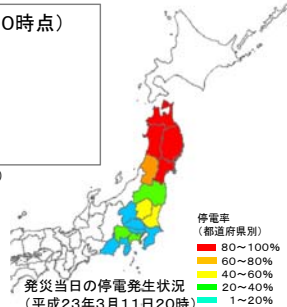 0時点)
)
停電率
(都道府県別)
80～100%
60～80%
40～60%
20～40%
1～20%
発災当日の停電発生状況
(平成23年3月11日20時)